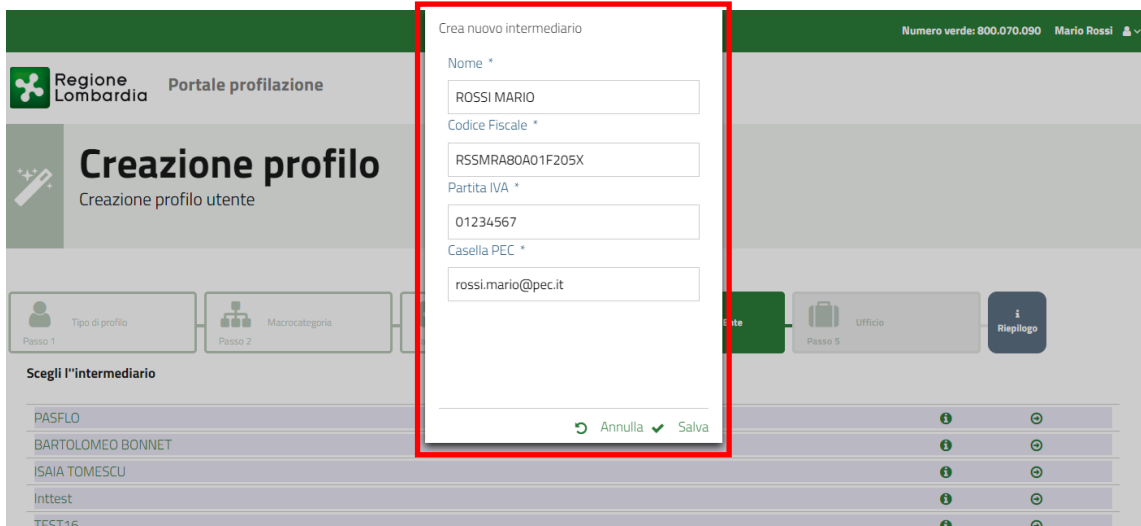 Numero verde: 800.070.090 Mario Rossi
Regione
Lombardia
Portale profilazione
Creazione profilo
Creazione profilo utente
Crea nuovo intermediario
Nome *
ROSSI MARIO
Codice Fiscale *
RSSMRA80A01F205X
Partita IVA *
01234567
Casella PEC *
rossi.mario@pec.it
Annulla Salva
Tipo di profilo
Passo 1
Macrocategoria
Passo 2
Ufficio
Passo 5
i
Riepilogo
Scegli l''intermediario
PASFLO
BARTOLOMEO BONNET
ISAIA TOMESCU
Inttest
TEST16